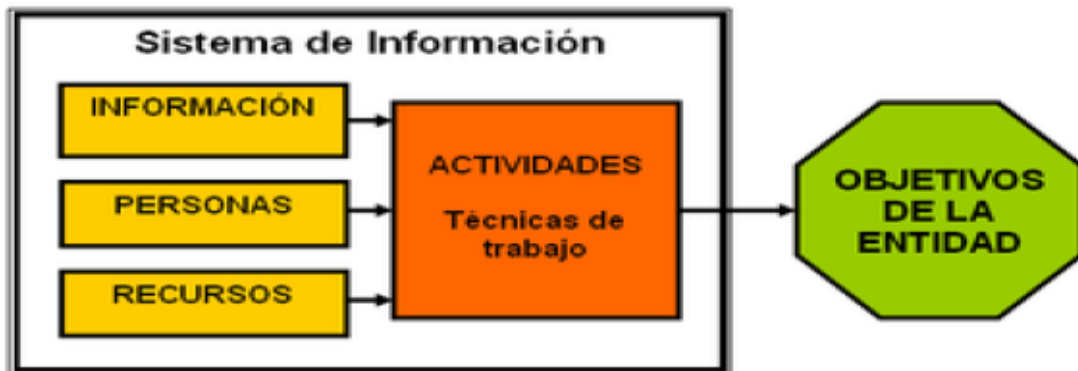 Sistema de Información
INFORMACIÓN
PERSONAS
RECURSOS
ACTIVIDADES
Técnicas de
trabajo
OBJETIVOS
DE LA
ENTIDAD